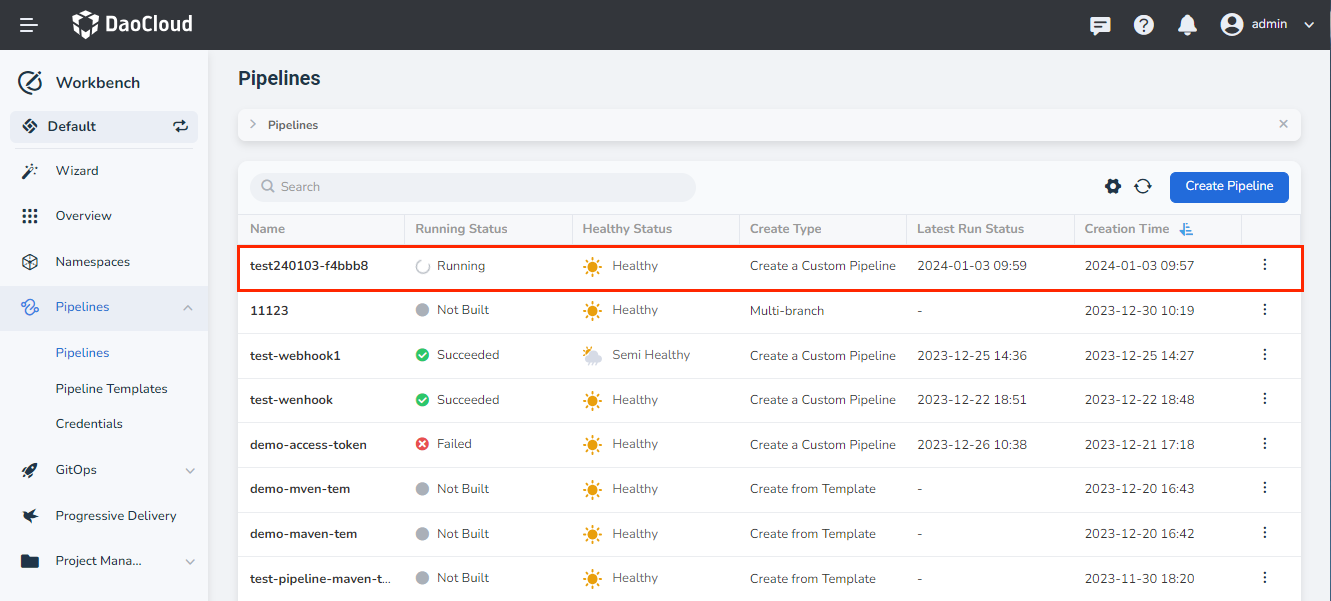 DaoCloud
admin
Workbench
Default
Wizard
Overview
Namespaces
Pipelines
Pipelines
Pipeline Templates
Credentials
GitOps
Progressive Delivery
Project Mana...
Pipelines
Pipelines
Search
Create Pipeline
Name Running Status Healthy Status Create Type Latest Run Status Creation Time
test240103-f4bbb8 Running Healthy Create a Custom Pipeline 2024-01-03 09:59 2024-01-03 09:57
11123 Not Built Healthy Multi-branch - 2023-12-30 10:19
test-webhook1 Succeeded Semi Healthy Create a Custom Pipeline 2023-12-25 14:36 2023-12-25 14:27
test-wenhook Succeeded Healthy Create a Custom Pipeline 2023-12-22 18:51 2023-12-22 18:48
demo-access-token Failed Healthy Create a Custom Pipeline 2023-12-26 10:38 2023-12-21 17:18
demo-mven-tem Not Built Healthy Create from Template - 2023-12-20 16:43
demo-maven-tem Not Built Healthy Create from Template - 2023-12-20 16:42
test-pipeline-maven-t... Not Built Healthy Create from Template - 2023-11-30 18:20